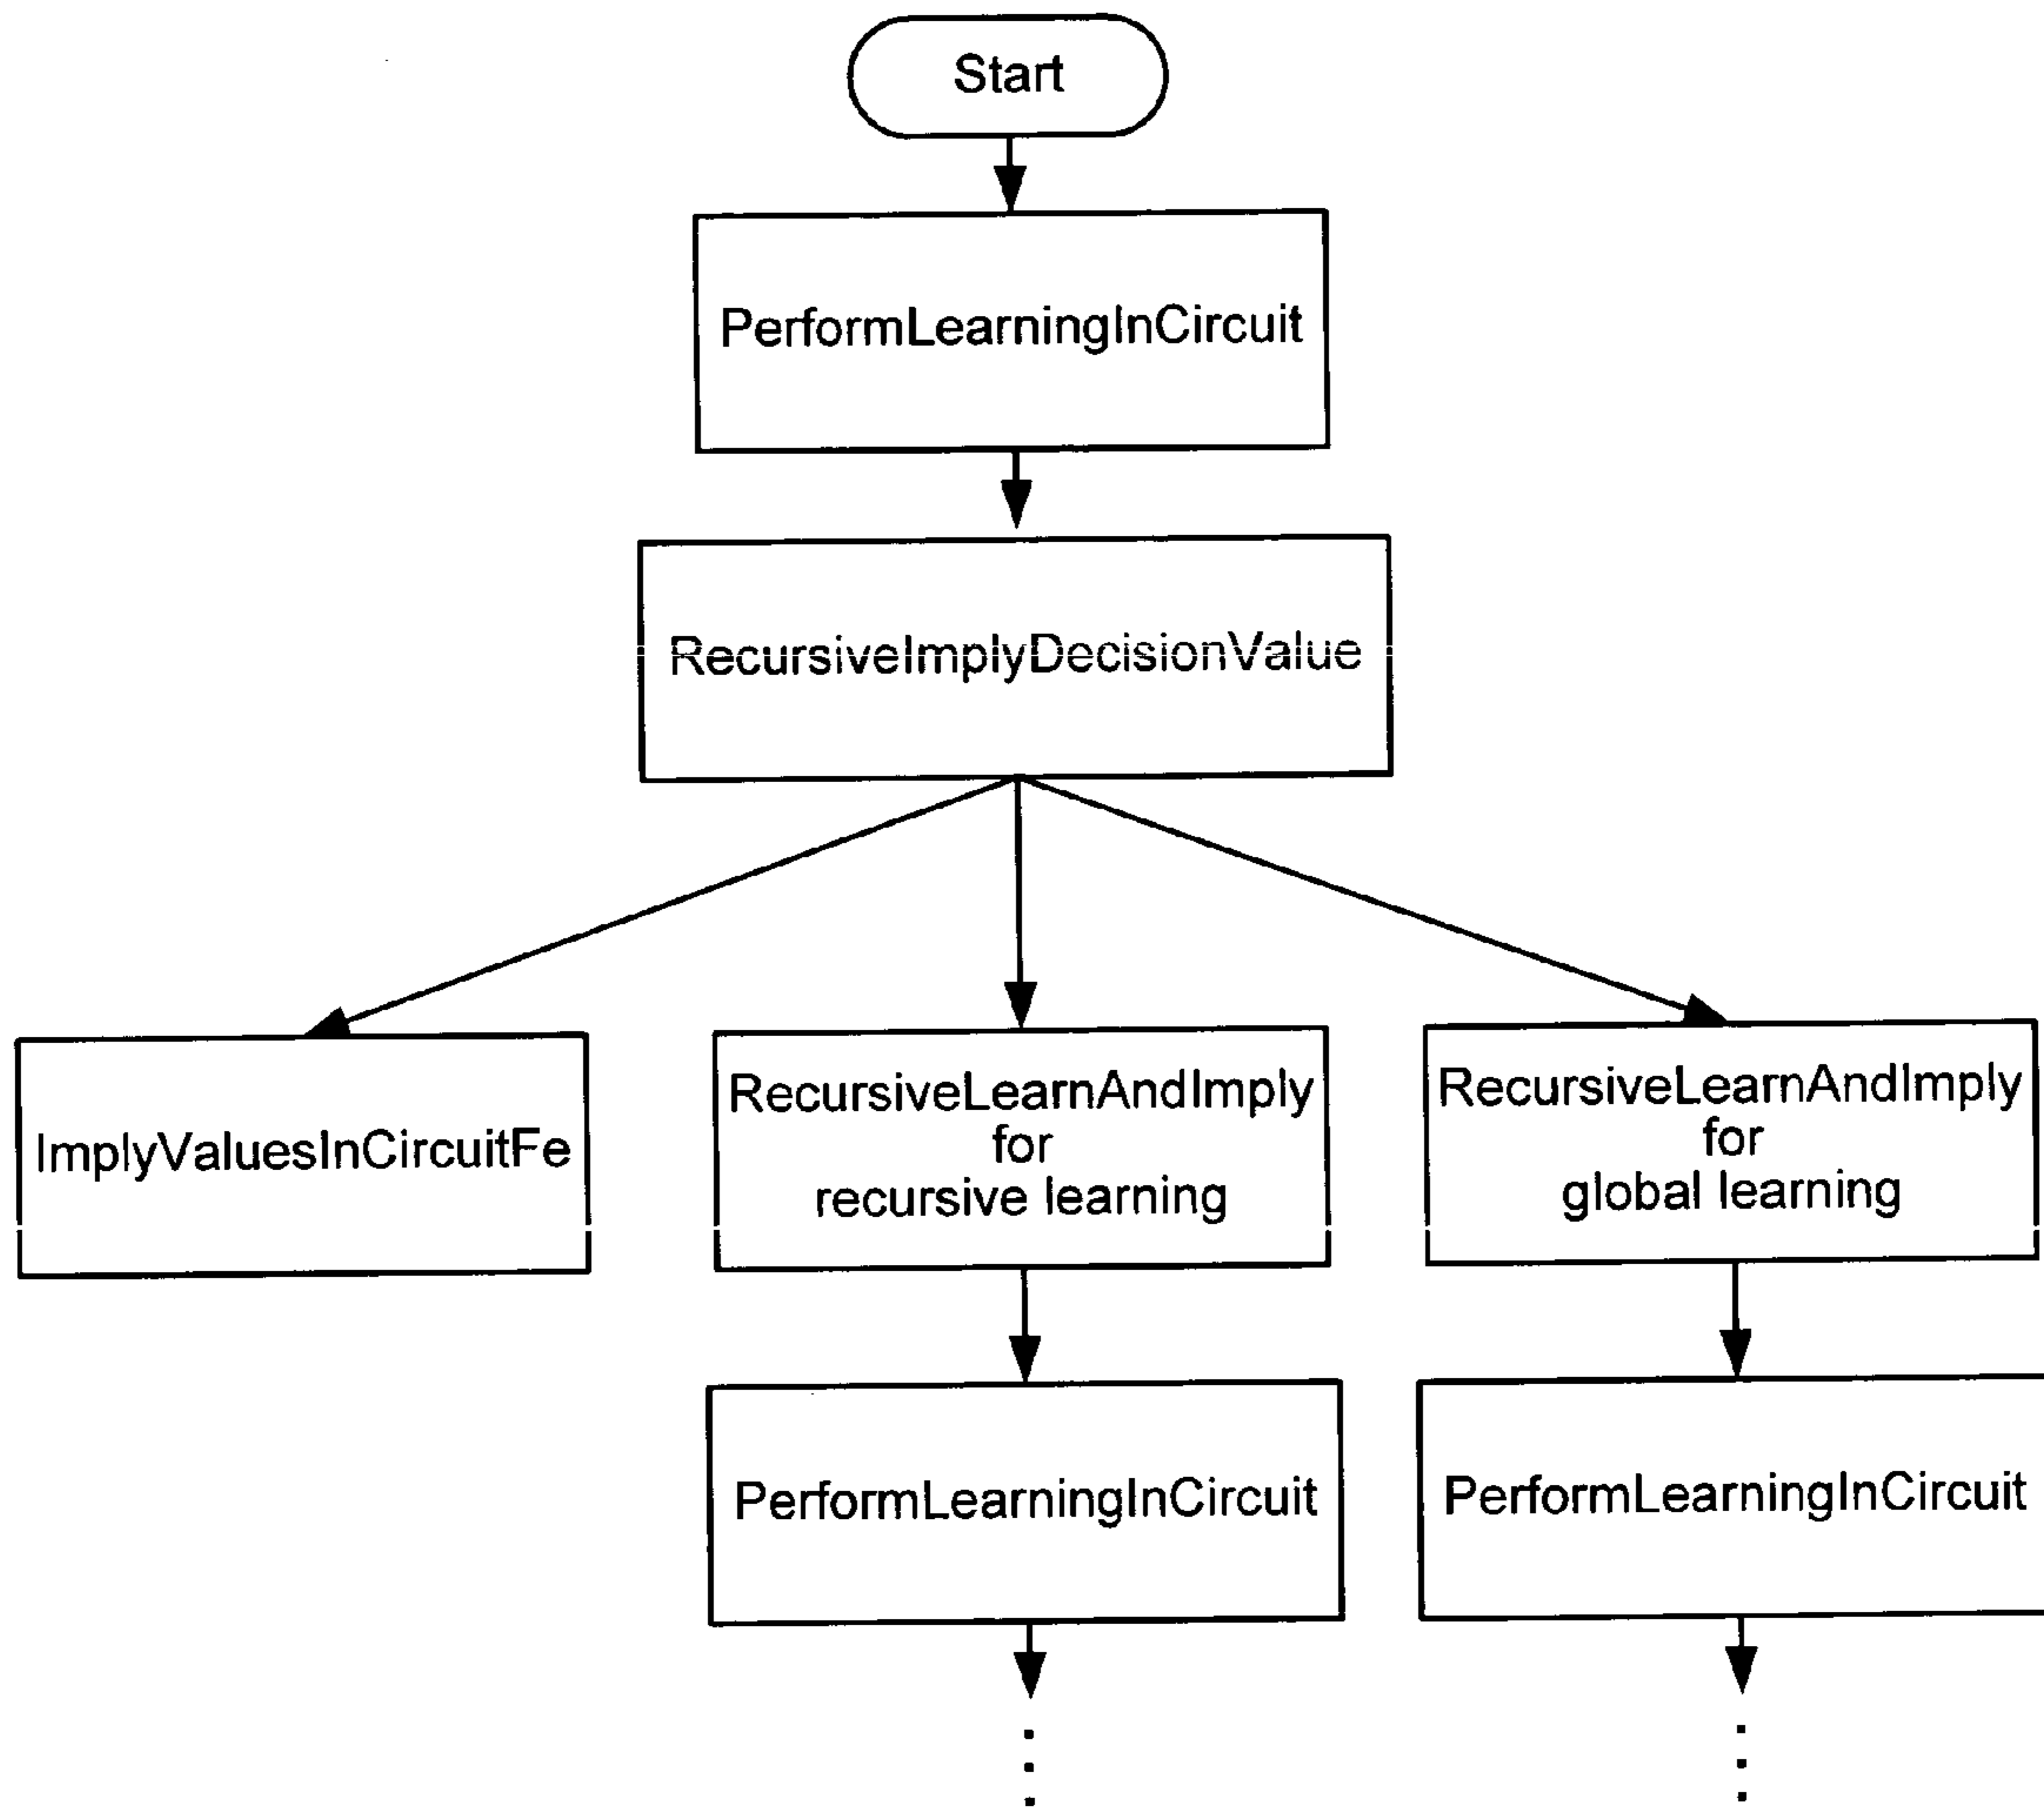 Start
PerformLearningInCircuit
RecursiveImplyDecisionValue
ImplyValuesInCircuitFe
RecursiveLearnAndImply
for
recursive learning
RecursiveLearnAndImply
for
global learning
PerformLearningInCircuit
PerformLearningInCircuit